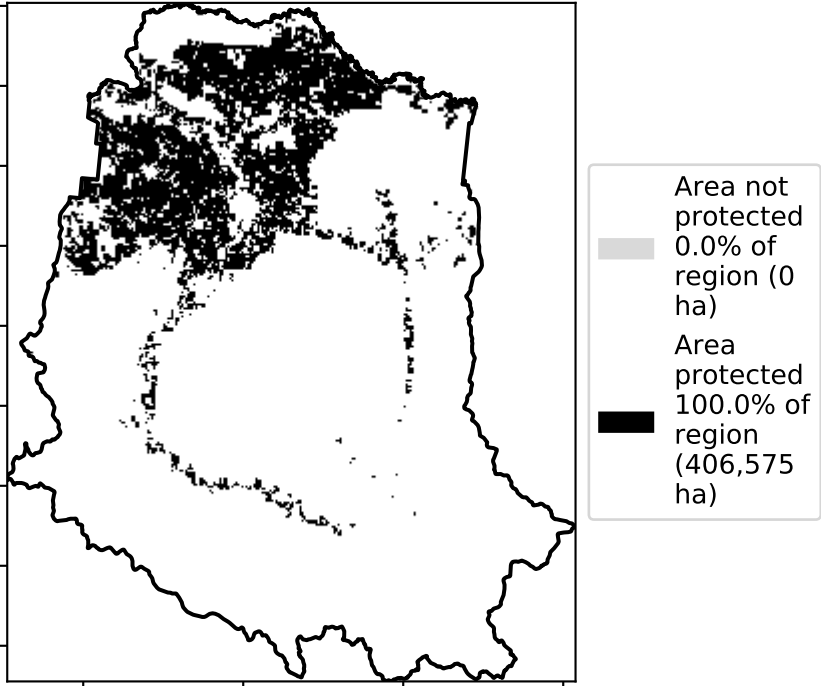 Area not
protected
0.0% of
region (0
ha)
Area
protected
100.0% of
region
(406,575
ha)